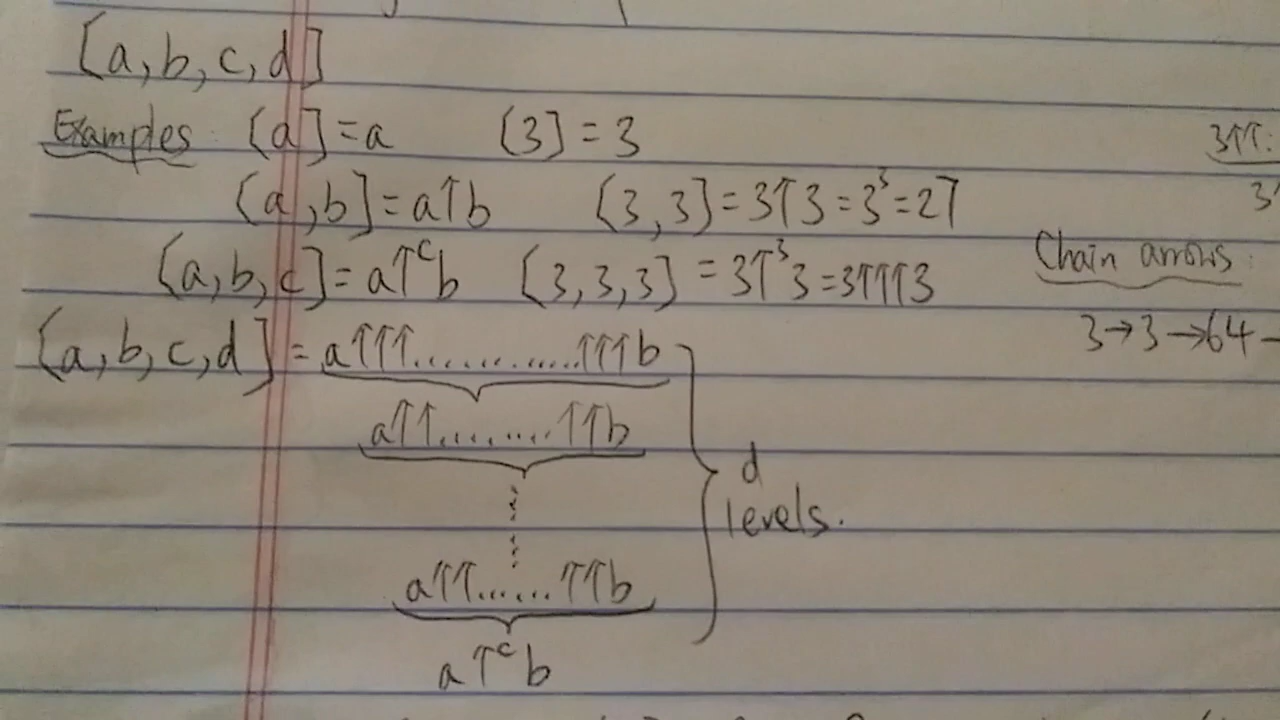 [a, b, c, d]
Examples: [a] = a [3] = 3
[a, b] = a↑b [3, 3] = 3↑3 = 3³ = 27
[a, b, c] = a↑ᶜb [3, 3, 3] = 3↑³3 = 3↑↑↑3
[a, b, c, d] = a↑↑↑............↑↑↑b
a↑↑.........↑↑b
d
levels.
a↑↑.......↑↑b
a↑ᶜb
3↑↑:
Chain arrows:
3→3→64